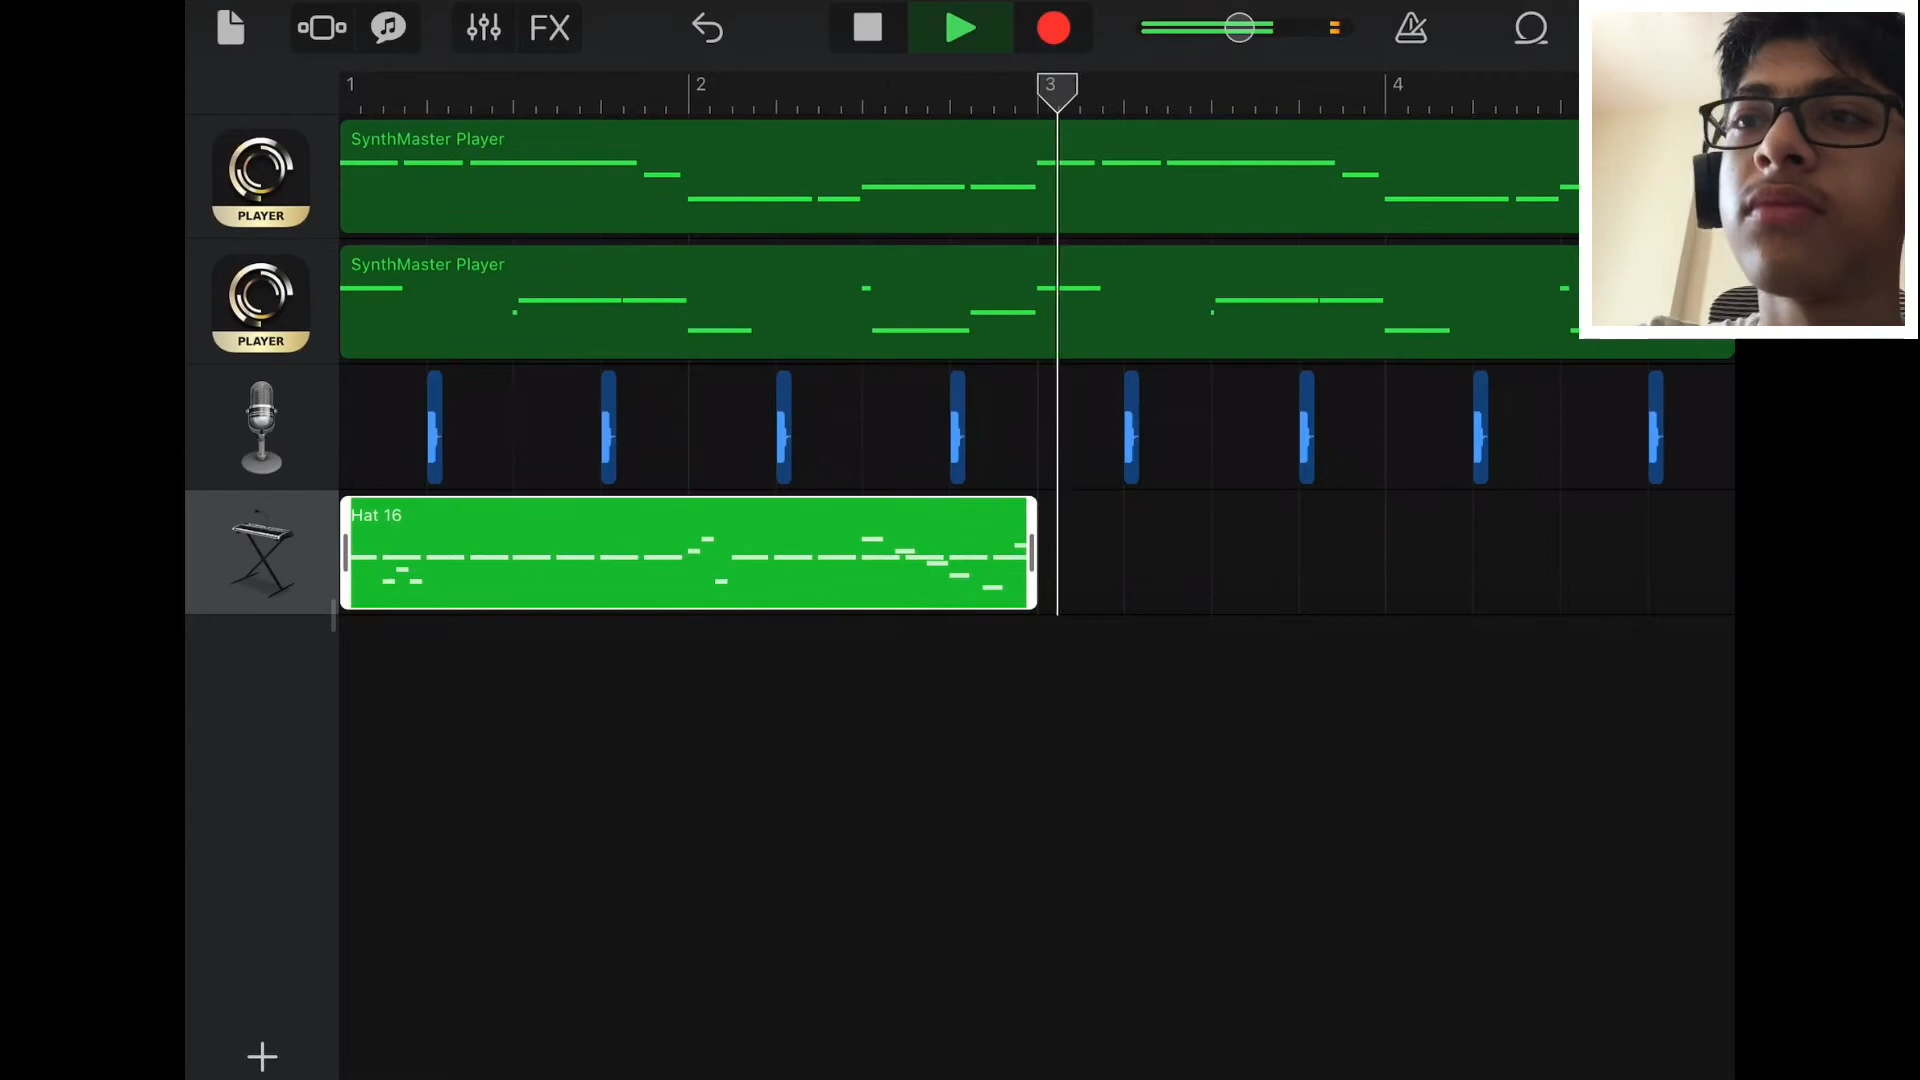 FX
1
2
3
4
SynthMaster Player
PLAYER
SynthMaster Player
PLAYER
Hat 16